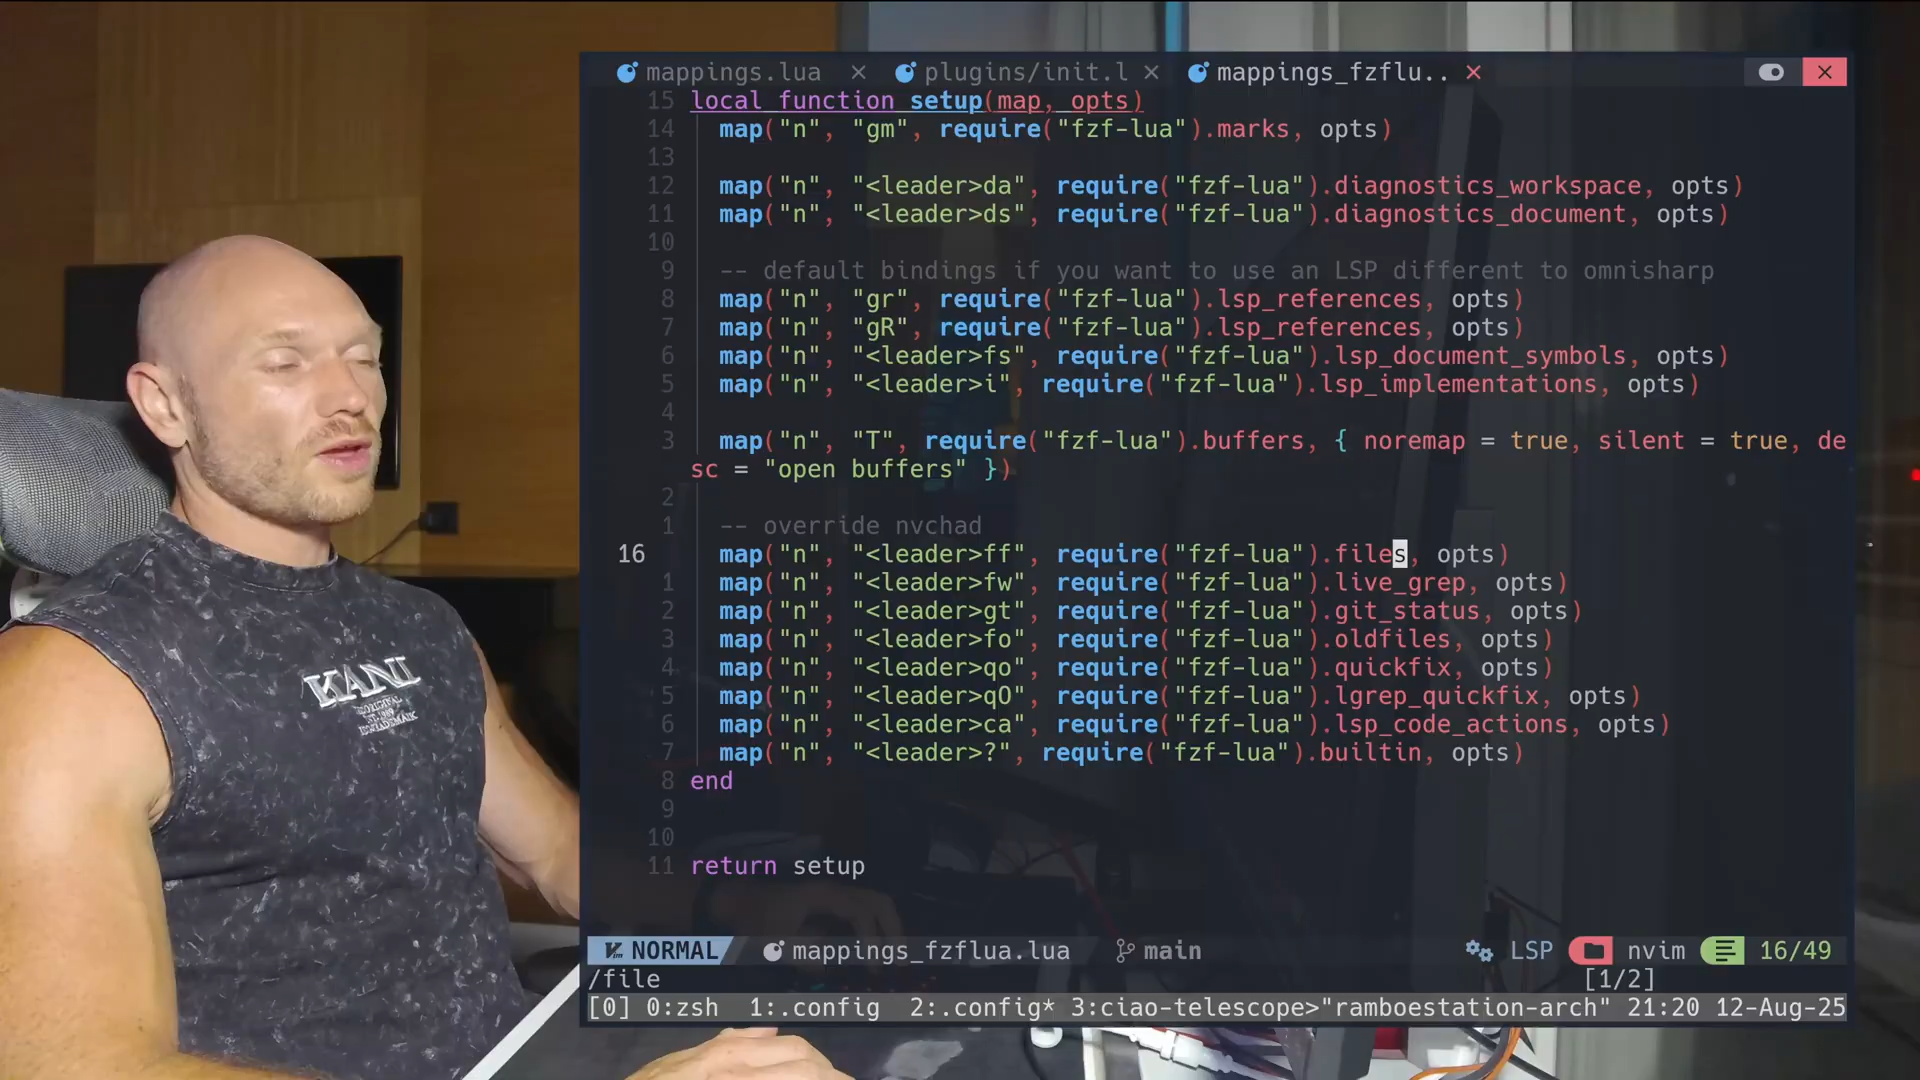 mappings.lua × plugins/init.l × mappings_fzflu.. ×
15 local function setup(map, opts)
14 map("n", "gm", require("fzf-lua").marks, opts)
13
12 map("n", "<leader>da", require("fzf-lua").diagnostics_workspace, opts)
11 map("n", "<leader>ds", require("fzf-lua").diagnostics_document, opts)
10
9 -- default bindings if you want to use an LSP different to omnisharp
8 map("n", "gr", require("fzf-lua").lsp_references, opts)
7 map("n", "gR", require("fzf-lua").lsp_references, opts)
6 map("n", "<leader>fs", require("fzf-lua").lsp_document_symbols, opts)
5 map("n", "<leader>i", require("fzf-lua").lsp_implementations, opts)
4
3 map("n", "T", require("fzf-lua").buffers, { noremap = true, silent = true, de
sc = "open buffers" })
2
1 -- override nvchad
16 map("n", "<leader>ff", require("fzf-lua").files, opts)
1 map("n", "<leader>fw", require("fzf-lua").live_grep, opts)
2 map("n", "<leader>gt", require("fzf-lua").git_status, opts)
3 map("n", "<leader>fo", require("fzf-lua").oldfiles, opts)
4 map("n", "<leader>qo", require("fzf-lua").quickfix, opts)
5 map("n", "<leader>qO", require("fzf-lua").lgrep_quickfix, opts)
6 map("n", "<leader>ca", require("fzf-lua").lsp_code_actions, opts)
7 map("n", "<leader>?", require("fzf-lua").builtin, opts)
8 end
9
10
11 return setup
NORMAL mappings_fzflua.lua main LSP nvim 16/49
/file [1/2]
[0] 0:zsh 1:.config 2:.config* 3:ciao-telescope>"ramboestation-arch" 21:20 12-Aug-25
KANI